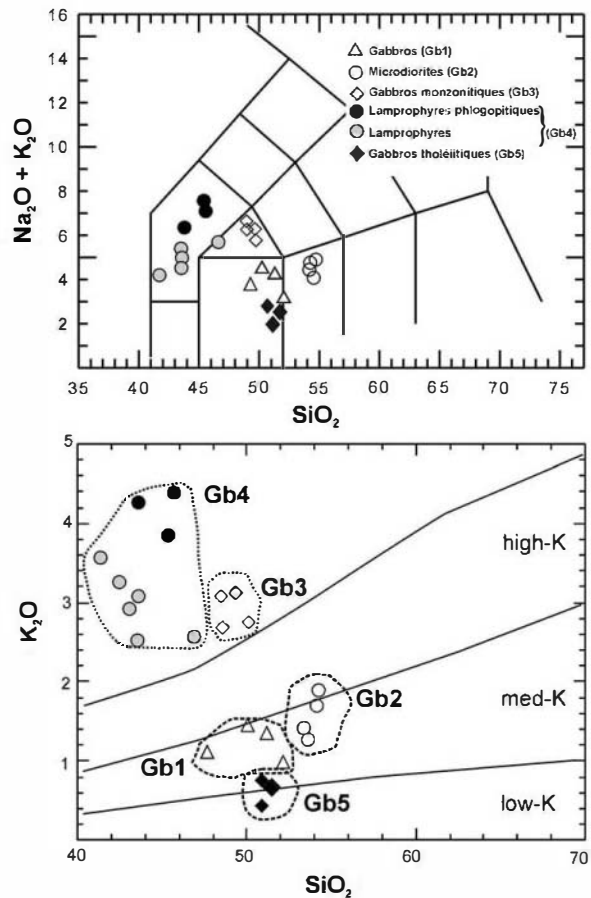 16
14
12
10
8
6
4
2
Na₂O + K₂O
△ Gabbros (Gb1)
○ Microdiorites (Gb2)
◇ Gabbros monzonitiques (Gb3)
● Lamprophyres phlogopitiques
Lamprophyres
(Gb4)
◆ Gabbros tholéiitiques (Gb5)
35 41 45 50 55 60 65 70 75
SiO₂
5
4
3
2
1
0
K₂O
Gb4
Gb3
Gb2
Gb1
Gb5
high-K
med-K
low-K
40 50 60 70
SiO₂